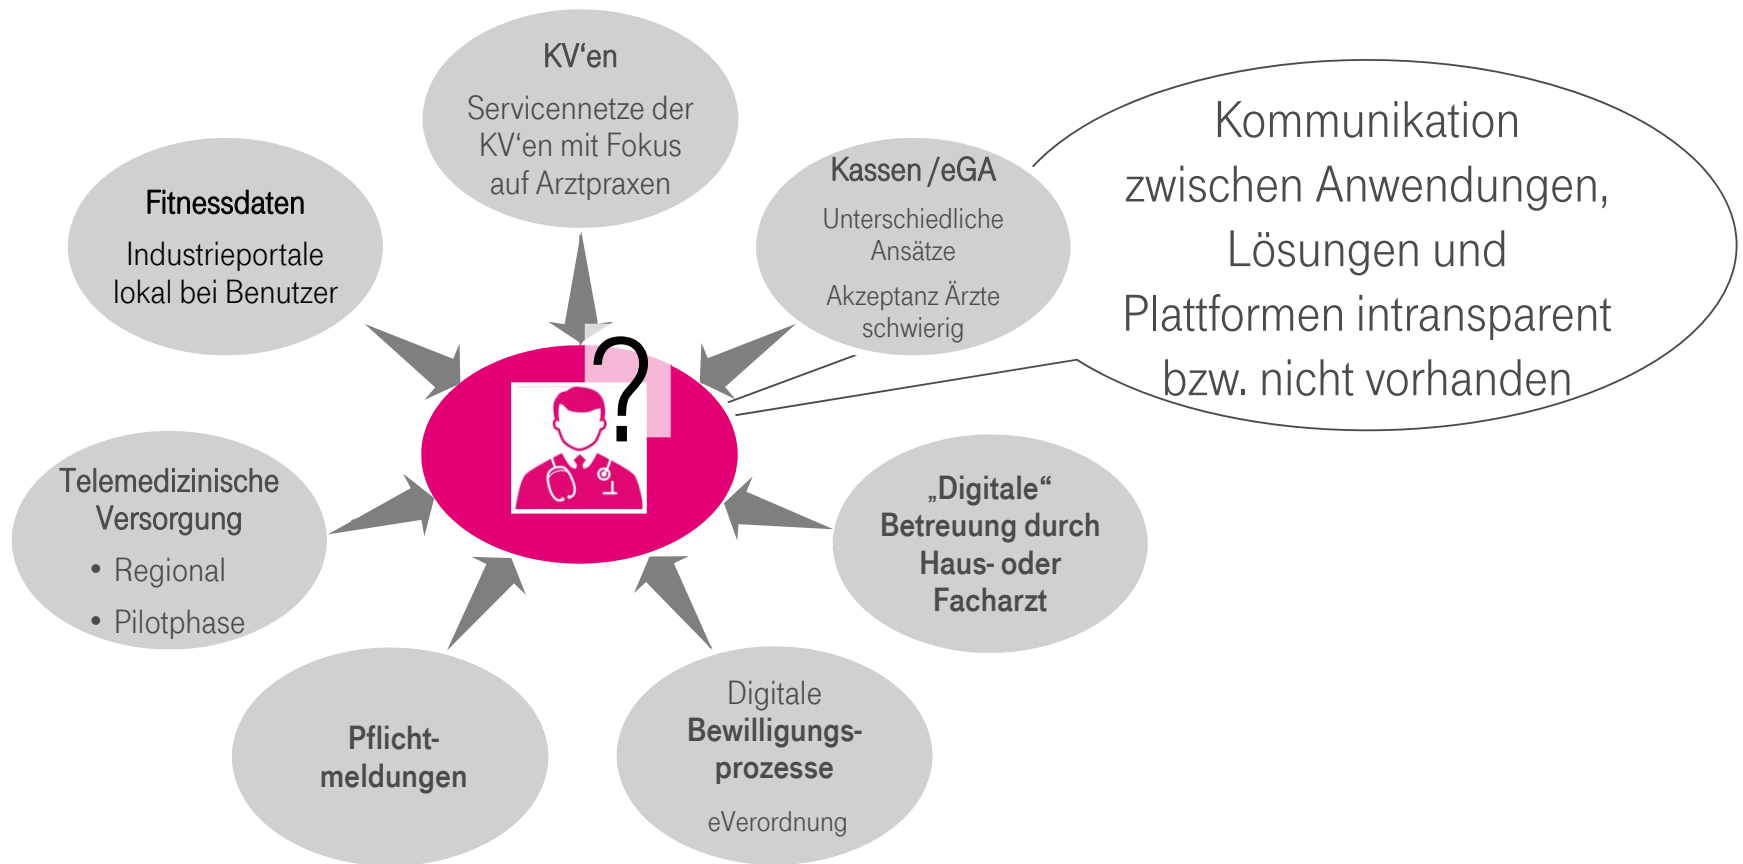 KV‘en
Servicennetze der
KV‘en mit Fokus
auf Arztpraxen
Kassen /eGA
Unterschiedliche
Ansätze
Akzeptanz Ärzte
schwierig
Kommunikation
zwischen Anwendungen,
Lösungen und
Plattformen intransparent
bzw. nicht vorhanden
Fitnessdaten
Industrieportale
lokal bei Benutzer
?
Telemedizinische
Versorgung
• Regional
• Pilotphase
„Digitale“
Betreuung durch
Haus- oder
Facharzt
Pflicht-
meldungen
Digitale
Bewilligungs-
prozesse
eVerordnung